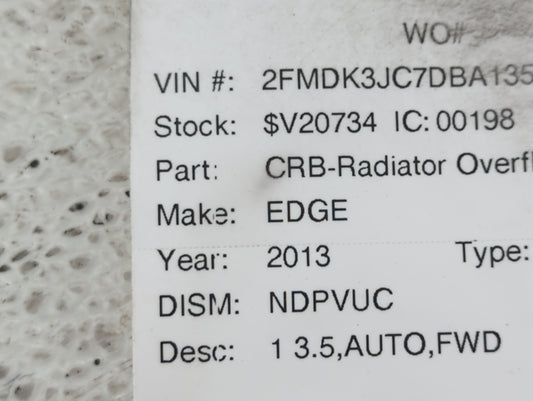 WO#
VIN #: 2FMDK3JC7DBA135
Stock: $V20734 IC: 00198
Part: CRB-Radiator Overfl
Make: EDGE
Year: 2013 Type:
DISM: NDPVUC
Desc: 1 3.5,AUTO,FWD